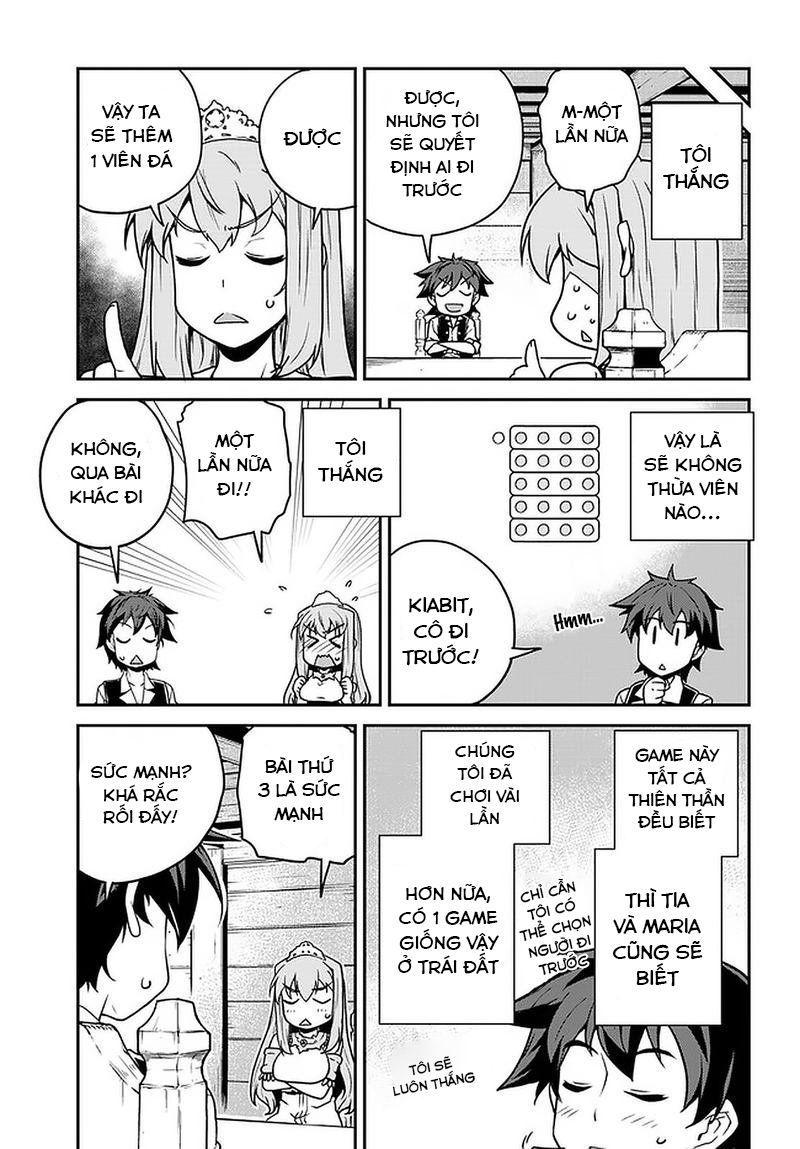 TÔI
THẮNG
M-MỘT
LẦN NỮA
ĐƯỢC,
NHƯNG TÔI
SẼ QUYẾT
ĐỊNH AI ĐI
TRƯỚC
ĐƯỢC
VẬY TA
SẼ THÊM
1 VIÊN ĐÁ
VẬY LÀ
SẼ KHÔNG
THỪA VIÊN
NÀO...
Hmm...
KIABIT,
CÔ ĐI
TRƯỚC!
TÔI
THẮNG
MỘT
LẦN NỮA
ĐI!!
KHÔNG,
QUA BÀI
KHÁC ĐI
GAME NÀY
TẤT CẢ
THIÊN THẦN
ĐỀU BIẾT
THÌ TIA
VÀ MARIA
CŨNG SẼ
BIẾT
CHÚNG
TÔI ĐÃ
CHƠI VÀI
LẦN
HƠN NỮA,
CÓ 1 GAME
GIỐNG VẬY
Ở TRÁI ĐẤT
CHỈ CẦN
TÔI CÓ
THỂ CHỌN
NGƯỜI ĐI
TRƯỚC
TÔI SẼ
LUÔN THẮNG
BÀI THỨ
3 LÀ SỨC
MẠNH
SỨC MẠNH?
KHÁ RẮC
RỐI ĐẤY!